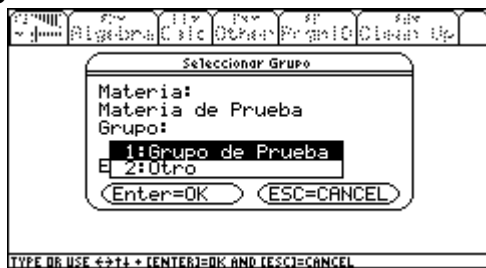 Algebra Calc Other PrgmIO Clean Up
Seleccionar Grupo
Materia:
Materia de Prueba
Grupo:
1:Grupo de Prueba
E 2:Otro
Enter=OK ESC=CANCEL
TYPE OR USE ←→↑↓ + [ENTER]=OK AND [ESC]=CANCEL